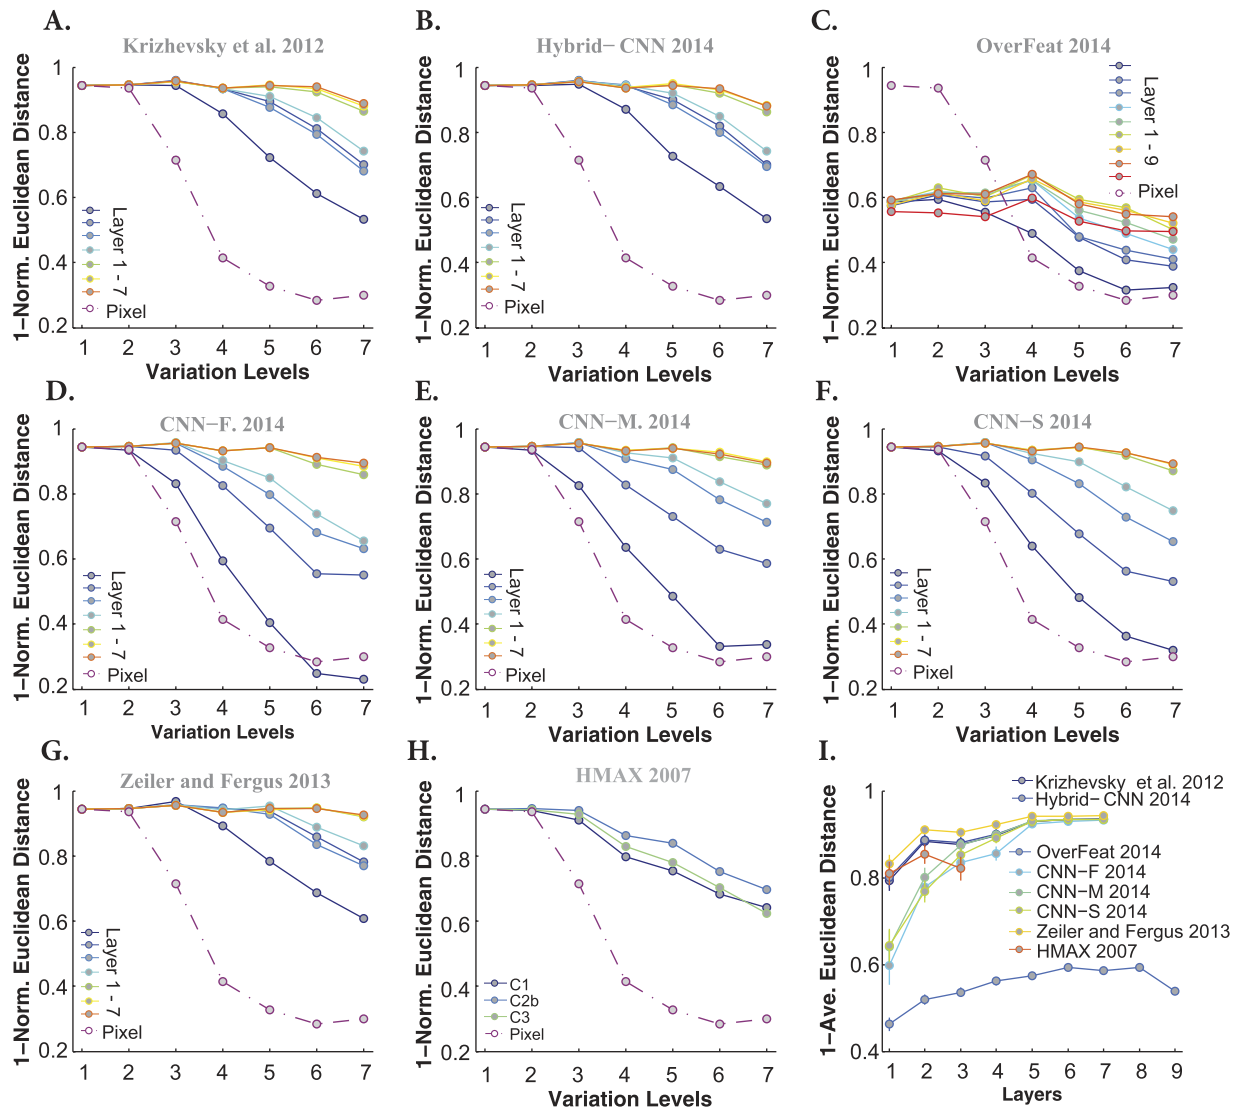 A.
Krizhevsky et al. 2012
1−Norm. Euclidean Distance
1
0.8
0.6
0.4
0.2
Layer 1 - 7
Pixel
1 2 3 4 5 6 7
Variation Levels
B.
Hybrid− CNN 2014
1−Norm. Euclidean Distance
1
0.8
0.6
0.4
0.2
Layer 1 - 7
Pixel
1 2 3 4 5 6 7
Variation Levels
C.
OverFeat 2014
1−Norm. Euclidean Distance
1
0.8
0.6
0.4
0.2
Layer 1 - 9
Pixel
1 2 3 4 5 6 7
Variation Levels
D.
CNN−F. 2014
1−Norm. Euclidean Distance
1
0.8
0.6
0.4
0.2
Layer 1 - 7
Pixel
1 2 3 4 5 6 7
Variation Levels
E.
CNN−M. 2014
1−Norm. Euclidean Distance
1
0.8
0.6
0.4
0.2
Layer 1 - 7
Pixel
1 2 3 4 5 6 7
Variation Levels
F.
CNN−S 2014
1−Norm. Euclidean Distance
1
0.8
0.6
0.4
0.2
Layer 1 - 7
Pixel
1 2 3 4 5 6 7
Variation Levels
G.
Zeiler and Fergus 2013
1−Norm. Euclidean Distance
1
0.8
0.6
0.4
0.2
Layer 1 - 7
Pixel
1 2 3 4 5 6 7
H.
HMAX 2007
1−Norm. Euclidean Distance
1
0.8
0.6
0.4
0.2
C1
C2b
C3
Pixel
1 2 3 4 5 6 7
Variation Levels
I.
1−Ave. Euclidean Distance
1
0.8
0.6
0.4
Krizhevsky et al. 2012
Hybrid−CNN 2014
OverFeat 2014
CNN−F 2014
CNN−M 2014
CNN−S 2014
Zeiler and Fergus 2013
HMAX 2007
1 2 3 4 5 6 7 8 9
Layers